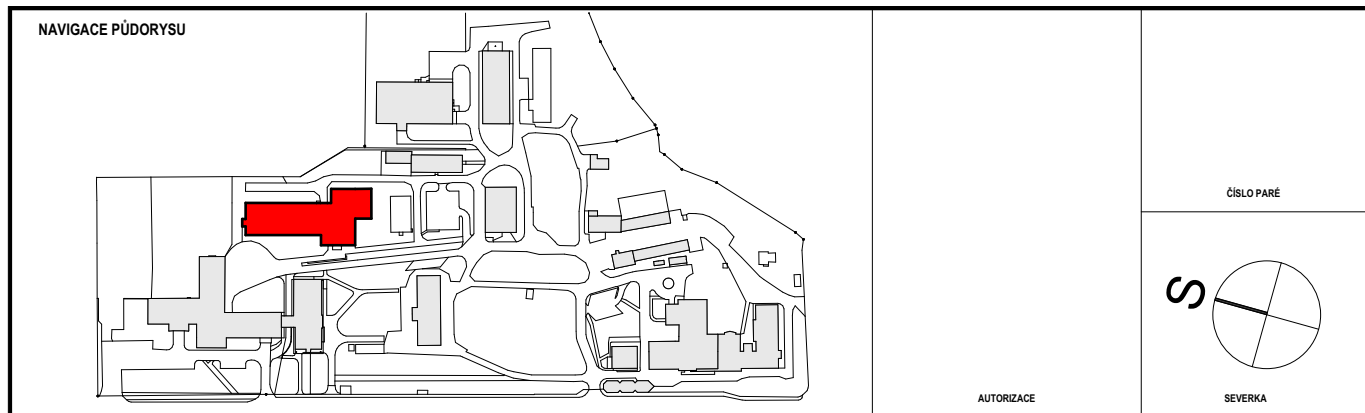 NAVIGACE PŮDORYSU
ČÍSLO PARÉ
S
AUTORIZACE
SEVERKA